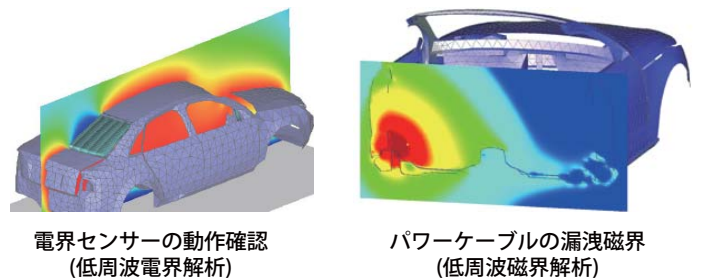 電界センサーの動作確認
(低周波電界解析)
パワーケーブルの漏洩磁界
(低周波磁界解析)